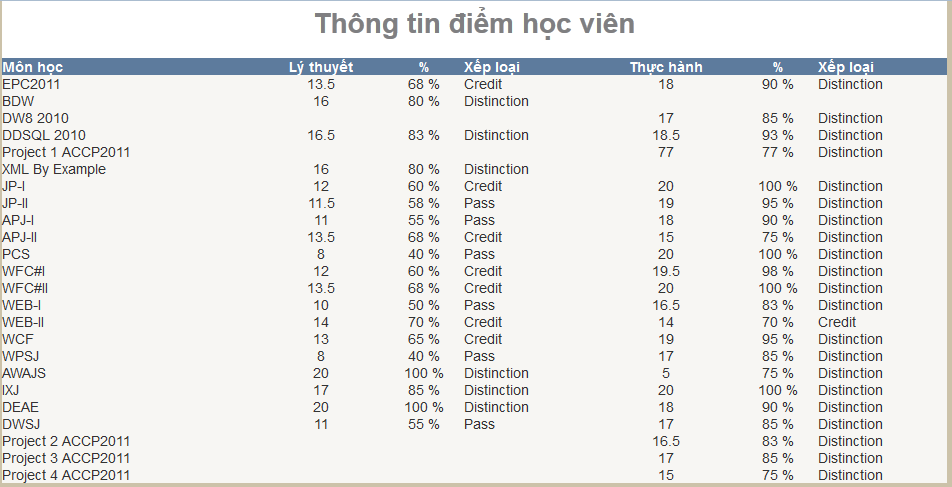 Thông tin điểm học viên
Môn học Lý thuyết % Xếp loại Thực hành % Xếp loại
EPC2011 13.5 68 % Credit 18 90 % Distinction
BDW 16 80 % Distinction
DW8 2010 17 85 % Distinction
DDSQL 2010 16.5 83 % Distinction 18.5 93 % Distinction
Project 1 ACCP2011 77 77 % Distinction
XML By Example 16 80 % Distinction
JP-I 12 60 % Credit 20 100 % Distinction
JP-II 11.5 58 % Pass 19 95 % Distinction
APJ-I 11 55 % Pass 18 90 % Distinction
APJ-II 13.5 68 % Credit 15 75 % Distinction
PCS 8 40 % Pass 20 100 % Distinction
WFC#I 12 60 % Credit 19.5 98 % Distinction
WFC#II 13.5 68 % Credit 20 100 % Distinction
WEB-I 10 50 % Pass 16.5 83 % Distinction
WEB-II 14 70 % Credit 14 70 % Credit
WCF 13 65 % Credit 19 95 % Distinction
WPSJ 8 40 % Pass 17 85 % Distinction
AWAJS 20 100 % Distinction 5 75 % Distinction
IXJ 17 85 % Distinction 20 100 % Distinction
DEAE 20 100 % Distinction 18 90 % Distinction
DWSJ 11 55 % Pass 17 85 % Distinction
Project 2 ACCP2011 16.5 83 % Distinction
Project 3 ACCP2011 17 85 % Distinction
Project 4 ACCP2011 15 75 % Distinction